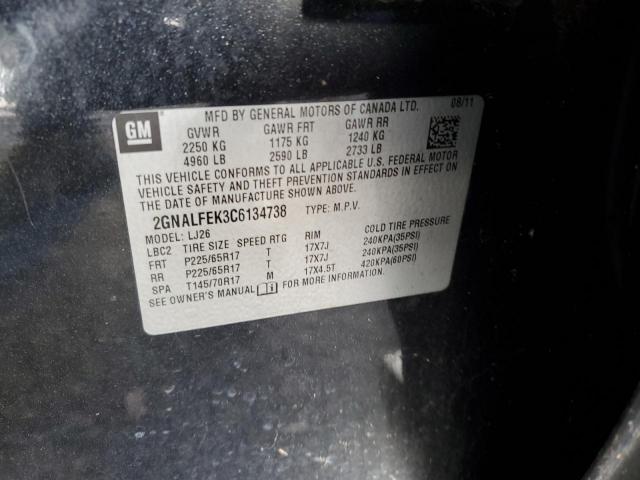 MFD BY GENERAL MOTORS OF CANADA LTD. 08/11
GM
GVWR GAWR FRT GAWR RR
2250 KG 1175 KG 1240 KG
4960 LB 2590 LB 2733 LB
THIS VEHICLE CONFORMS TO ALL APPLICABLE U.S. FEDERAL MOTOR
VEHICLE SAFETY AND THEFT PREVENTION STANDARDS IN EFFECT ON
THE DATE OF MANUFACTURE SHOWN ABOVE.
2GNALFEK3C6134738 TYPE: M.P.V.
MODEL: LJ26
LBC2 TIRE SIZE SPEED RTG RIM COLD TIRE PRESSURE
FRT P225/65R17 T 17X7J 240KPA(35PSI)
RR P225/65R17 T 17X7J 240KPA(35PSI)
SPA T145/70R17 M 17X4.5T 420KPA(60PSI)
SEE OWNER'S MANUAL FOR MORE INFORMATION.